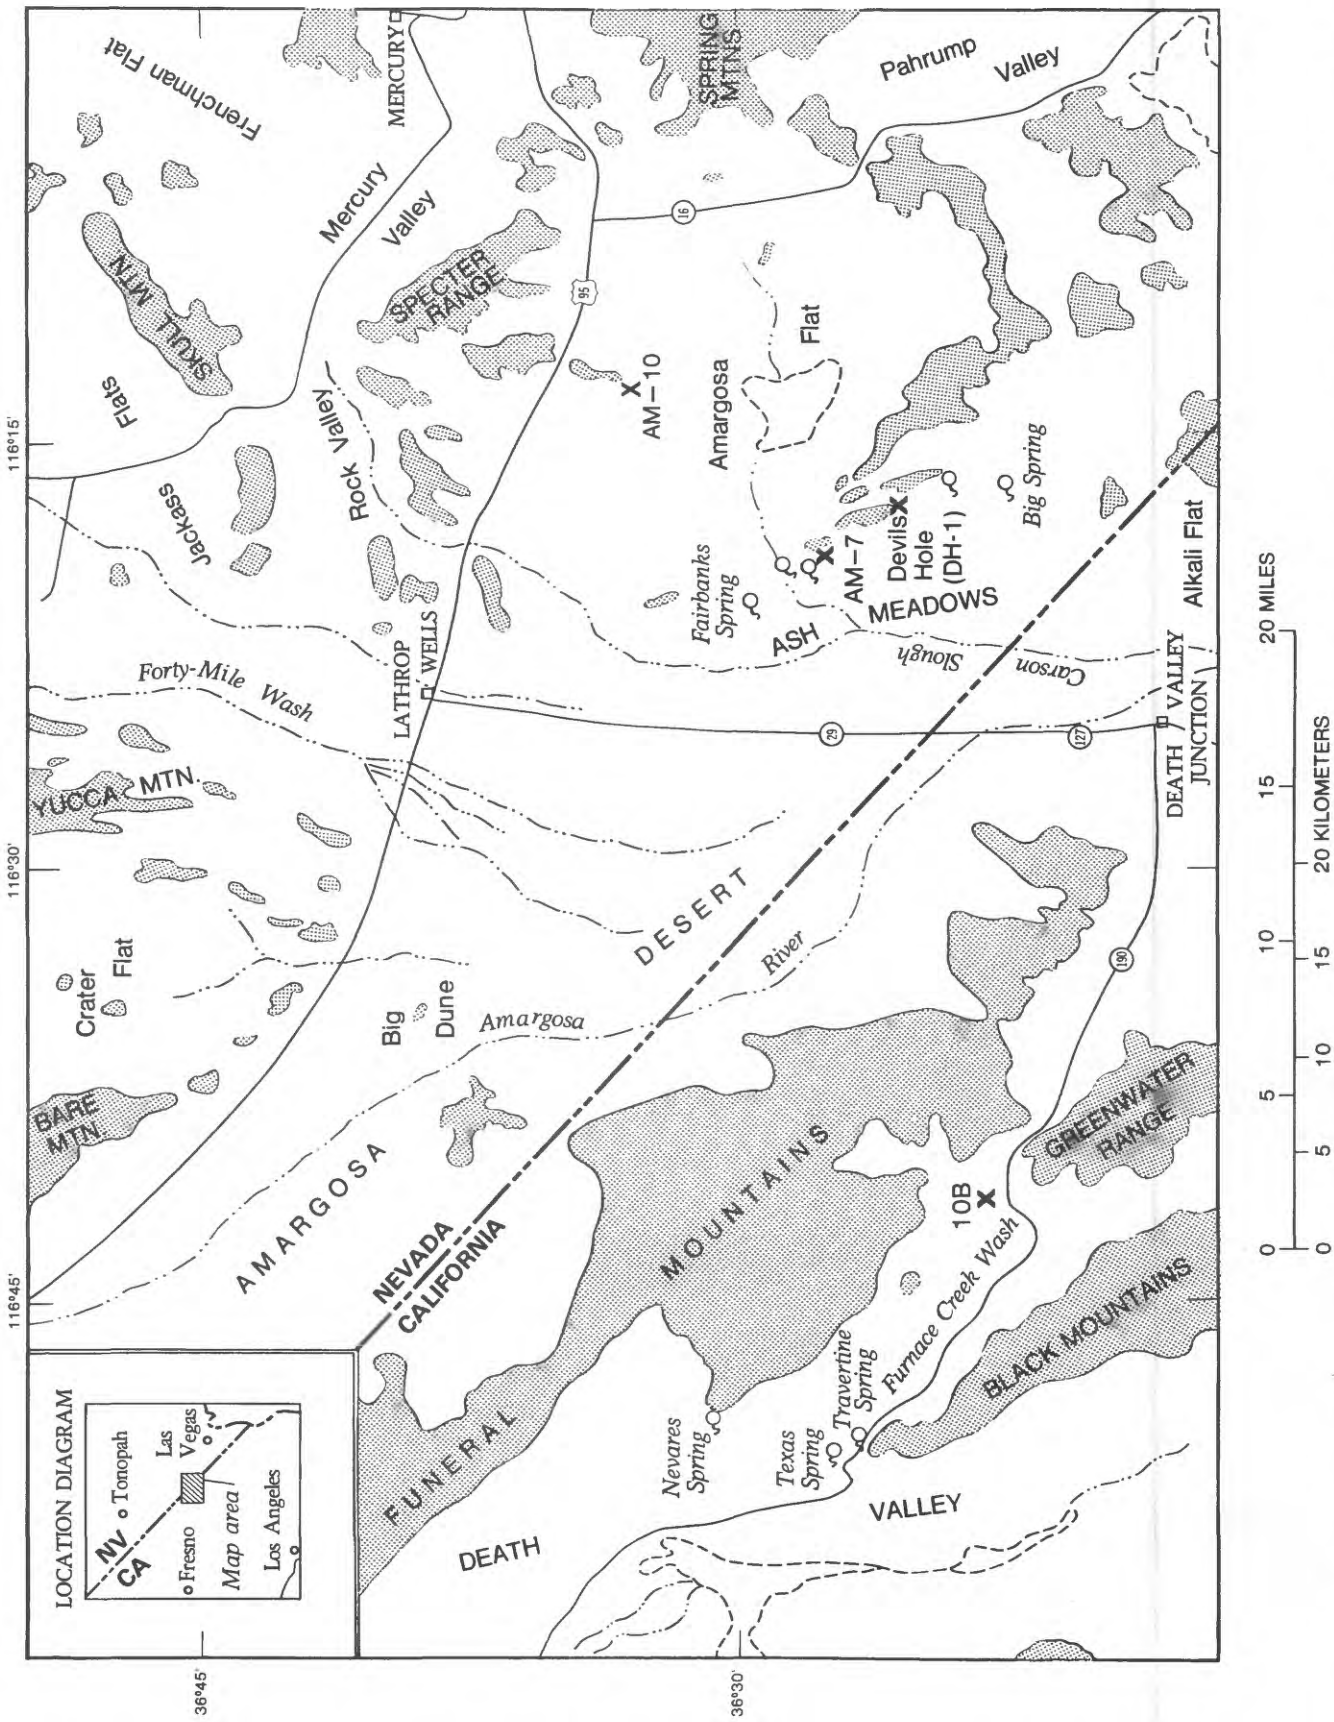 LOCATION DIAGRAM
NV
CA
Tonopah
Las
Vegas
Fresno
Map area
Los Angeles
116°45'
116°30'
116°15'
36°45'
36°30'
BARE
MTN
Crater
Flat
YUCCA MTN.
Forty-Mile Wash
Jackass
Flats
SKULL MTN
Frenchman Flat
MERCURY
Mercury
Valley
Rock Valley
SPECTER
RANGE
SPRING
MTNS
Pahrump
Valley
LATHROP
WELLS
95
16
AM-10
Big
Dune
AMARGOSA
DESERT
Amargosa
River
NEVADA
CALIFORNIA
Amargosa
Flat
Fairbanks
Spring
AM-7
Devils
Hole
(DH-1)
Big Spring
ASH
MEADOWS
Carson
Slough
29
127
DEATH VALLEY
JUNCTION
Alkali Flat
FUNERAL
MOUNTAINS
190
GREENWATER
RANGE
10B
Furnace Creek Wash
BLACK MOUNTAINS
Nevares
Spring
Texas
Spring
Travertine
Spring
DEATH
VALLEY
0 5 10 15 20 MILES
0 5 10 15 20 KILOMETERS